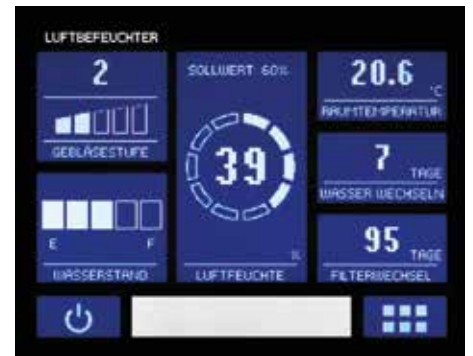 LUFTBEFEUCHTER
2
GEBLÄSESTUFE
E F
WASSERSTAND
SOLLWERT 60%
39
%
LUFTFEUCHTE
20.6 °C
RAUMTEMPERATUR
7 TAGE
WASSER WECHSELN
95 TAGE
FILTERWECHSEL